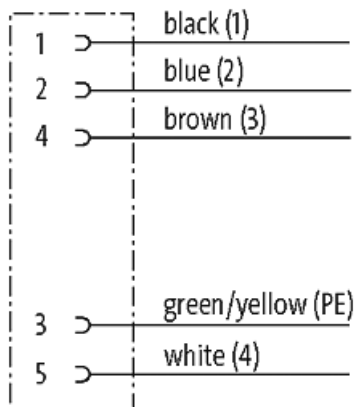 1 black (1)
2 blue (2)
4 brown (3)
3 green/yellow (PE)
5 white (4)